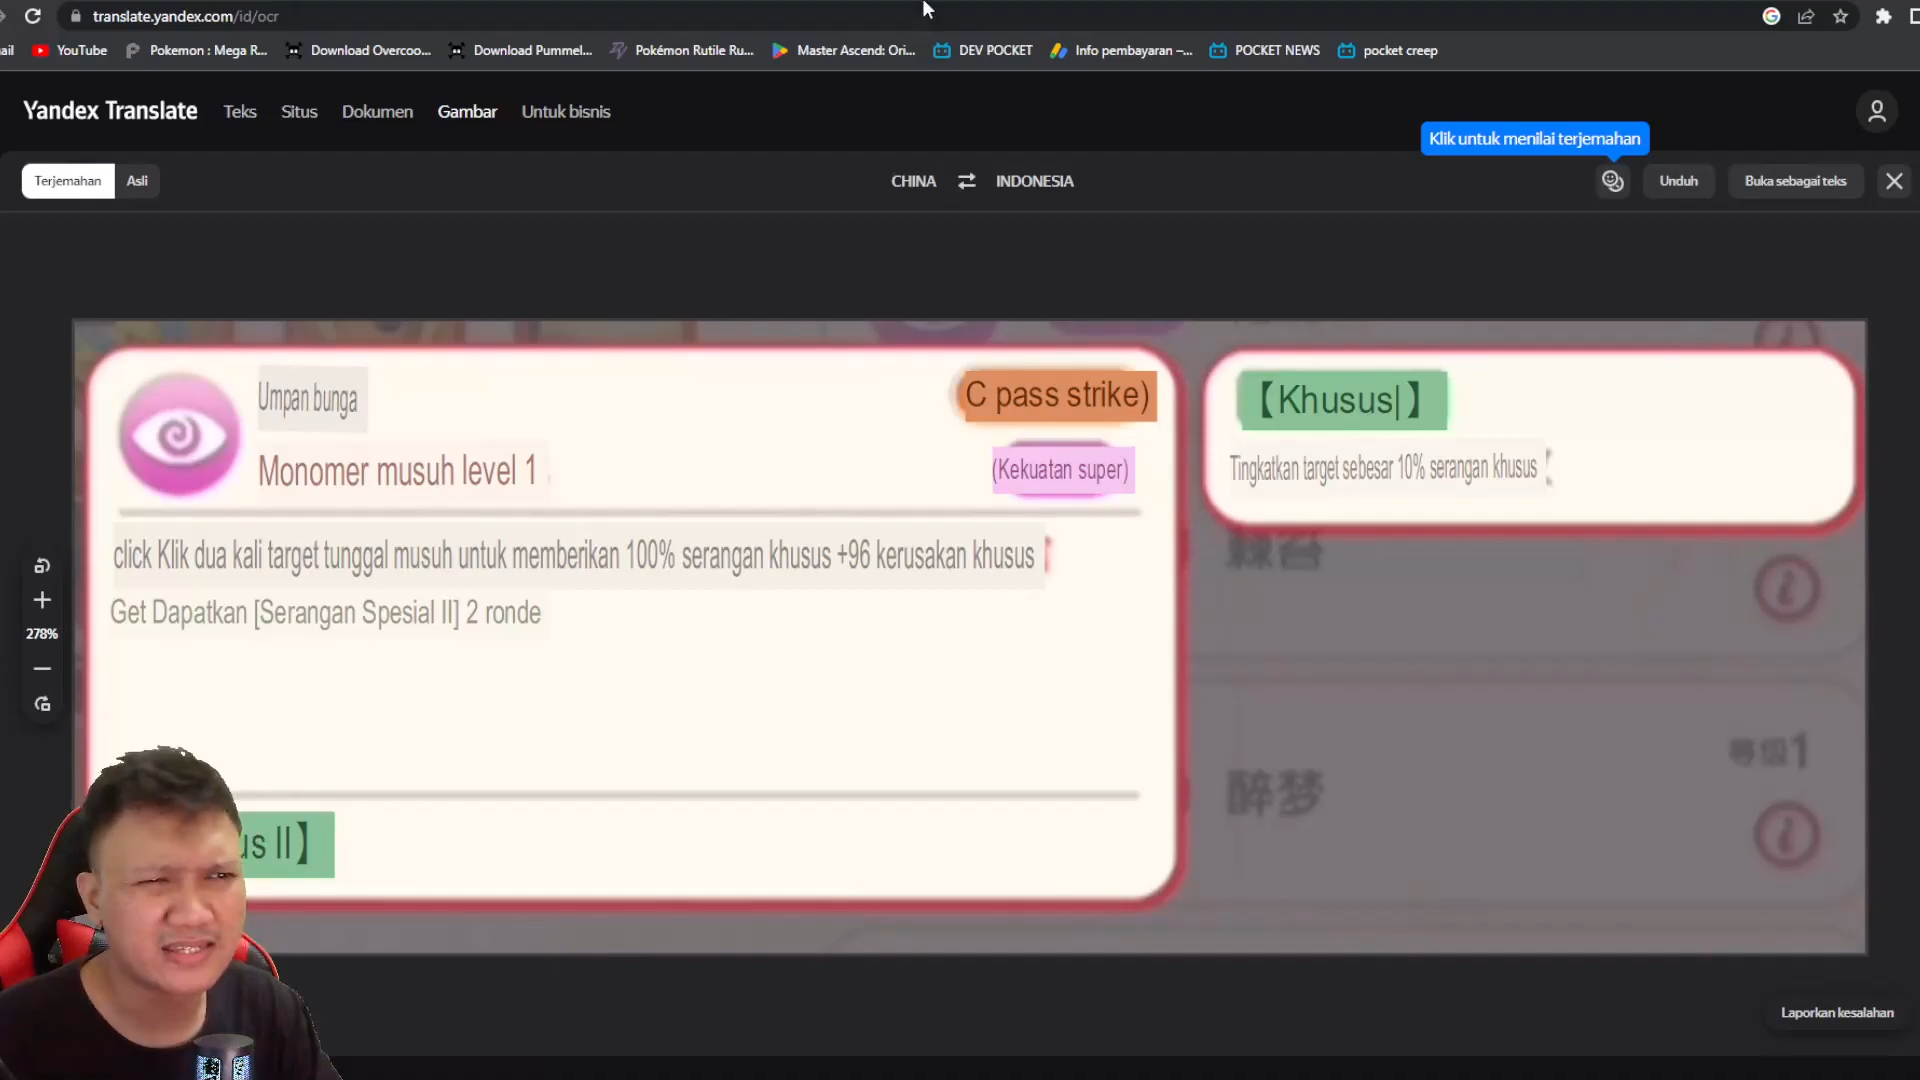 translate.yandex.com/id/ocr
ail YouTube Pokemon : Mega R... Download Overcoo... Download Pummel... Pokémon Rutile Ru... Master Ascend: Ori... DEV POCKET Info pembayaran –... POCKET NEWS pocket creep
Yandex Translate Teks Situs Dokumen Gambar Untuk bisnis
Klik untuk menilai terjemahan
Terjemahan Asli CHINA INDONESIA Unduh Buka sebagai teks
Umpan bunga C pass strike)
Monomer musuh level 1 (Kekuatan super)
click Klik dua kali target tunggal musuh untuk memberikan 100% serangan khusus +96 kerusakan khusus
Get Dapatkan [Serangan Spesial II] 2 ronde
us II】
【Khusus|】
Tingkatkan target sebesar 10% serangan khusus
等级1
醉梦
278%
Laporkan kesalahan